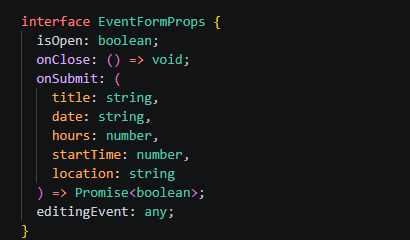 interface EventFormProps {
  isOpen: boolean;
  onClose: () => void;
  onSubmit: (
    title: string,
    date: string,
    hours: number,
    startTime: number,
    location: string
  ) => Promise<boolean>;
  editingEvent: any;
}